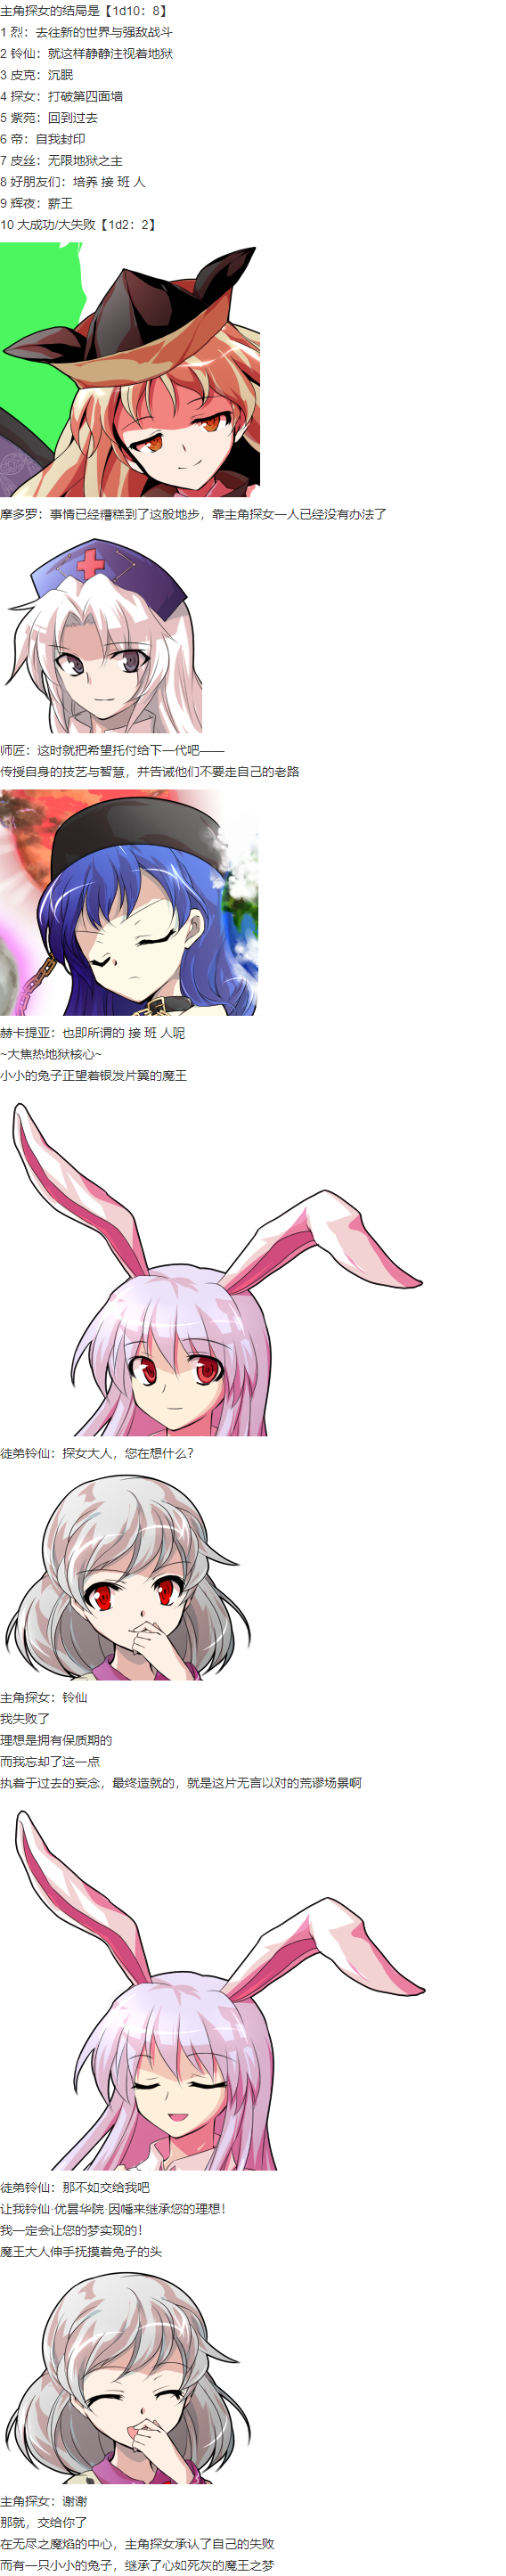 主角探女的结局是【1d10：8】
1 烈：去往新的世界与强敌战斗
2 铃仙：就这样静静注视着地狱
3 皮克：沉眠
4 探女：打破第四面墙
5 紫苑：回到过去
6 帝：自我封印
7 皮丝：无限地狱之主
8 好朋友们：培养 接 班 人
9 辉夜：薪王
10 大成功/大失败【1d2：2】
摩多罗：事情已经糟糕到了这般地步，靠主角探女一人已经没有办法了
师匠：这时就把希望托付给下一代吧——
传授自身的技艺与智慧，并告诫他们不要走自己的老路
赫卡提亚：也即所谓的 接 班 人呢
~大焦热地狱核心~
小小的兔子正望着银发片翼的魔王
徒弟铃仙：探女大人，您在想什么？
主角探女：铃仙
我失败了
理想是拥有保质期的
而我忘却了这一点
执着于过去的妄念，最终造就的，就是这片无言以对的荒谬场景啊
徒弟铃仙：那不如交给我吧
让我铃仙·优昙华院·因幡来继承您的理想！
我一定会让您的梦实现的！
魔王大人伸手抚摸着兔子的头
主角探女：谢谢
那就，交给你了
在无尽之魔焰的中心，主角探女承认了自己的失败
而有一只小小的兔子，继承了心如死灰的魔王之梦